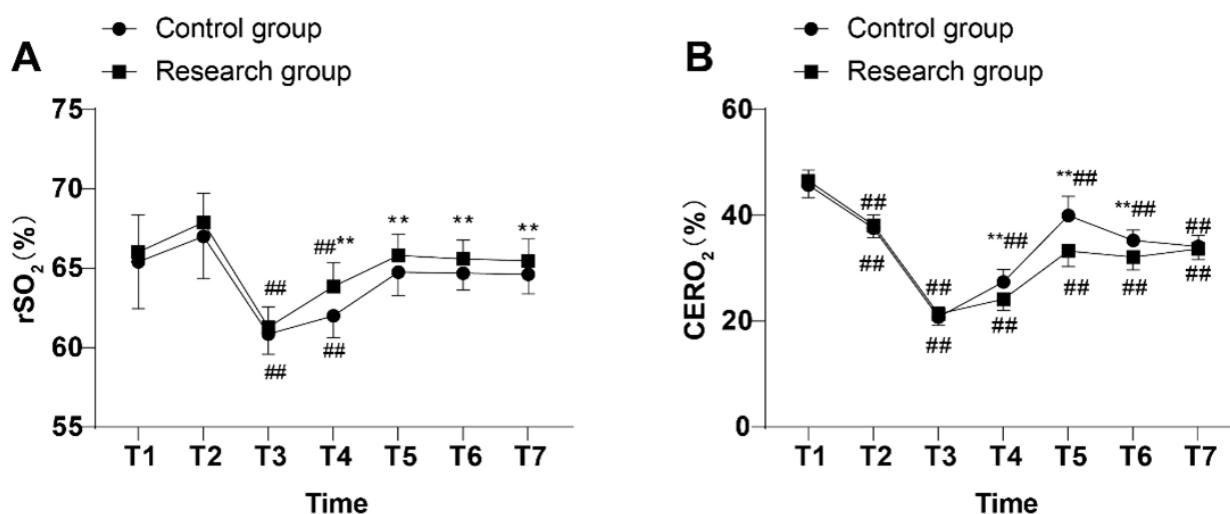 A
Control group
Research group
rSO₂(%)
75
70
65
60
55
##
##
##**
##
**
**
**
T1 T2 T3 T4 T5 T6 T7
Time
B
Control group
Research group
CERO₂(%)
60
40
20
0
##
##
##
##
**##
##
**##
##
**##
##
##
##
T1 T2 T3 T4 T5 T6 T7
Time